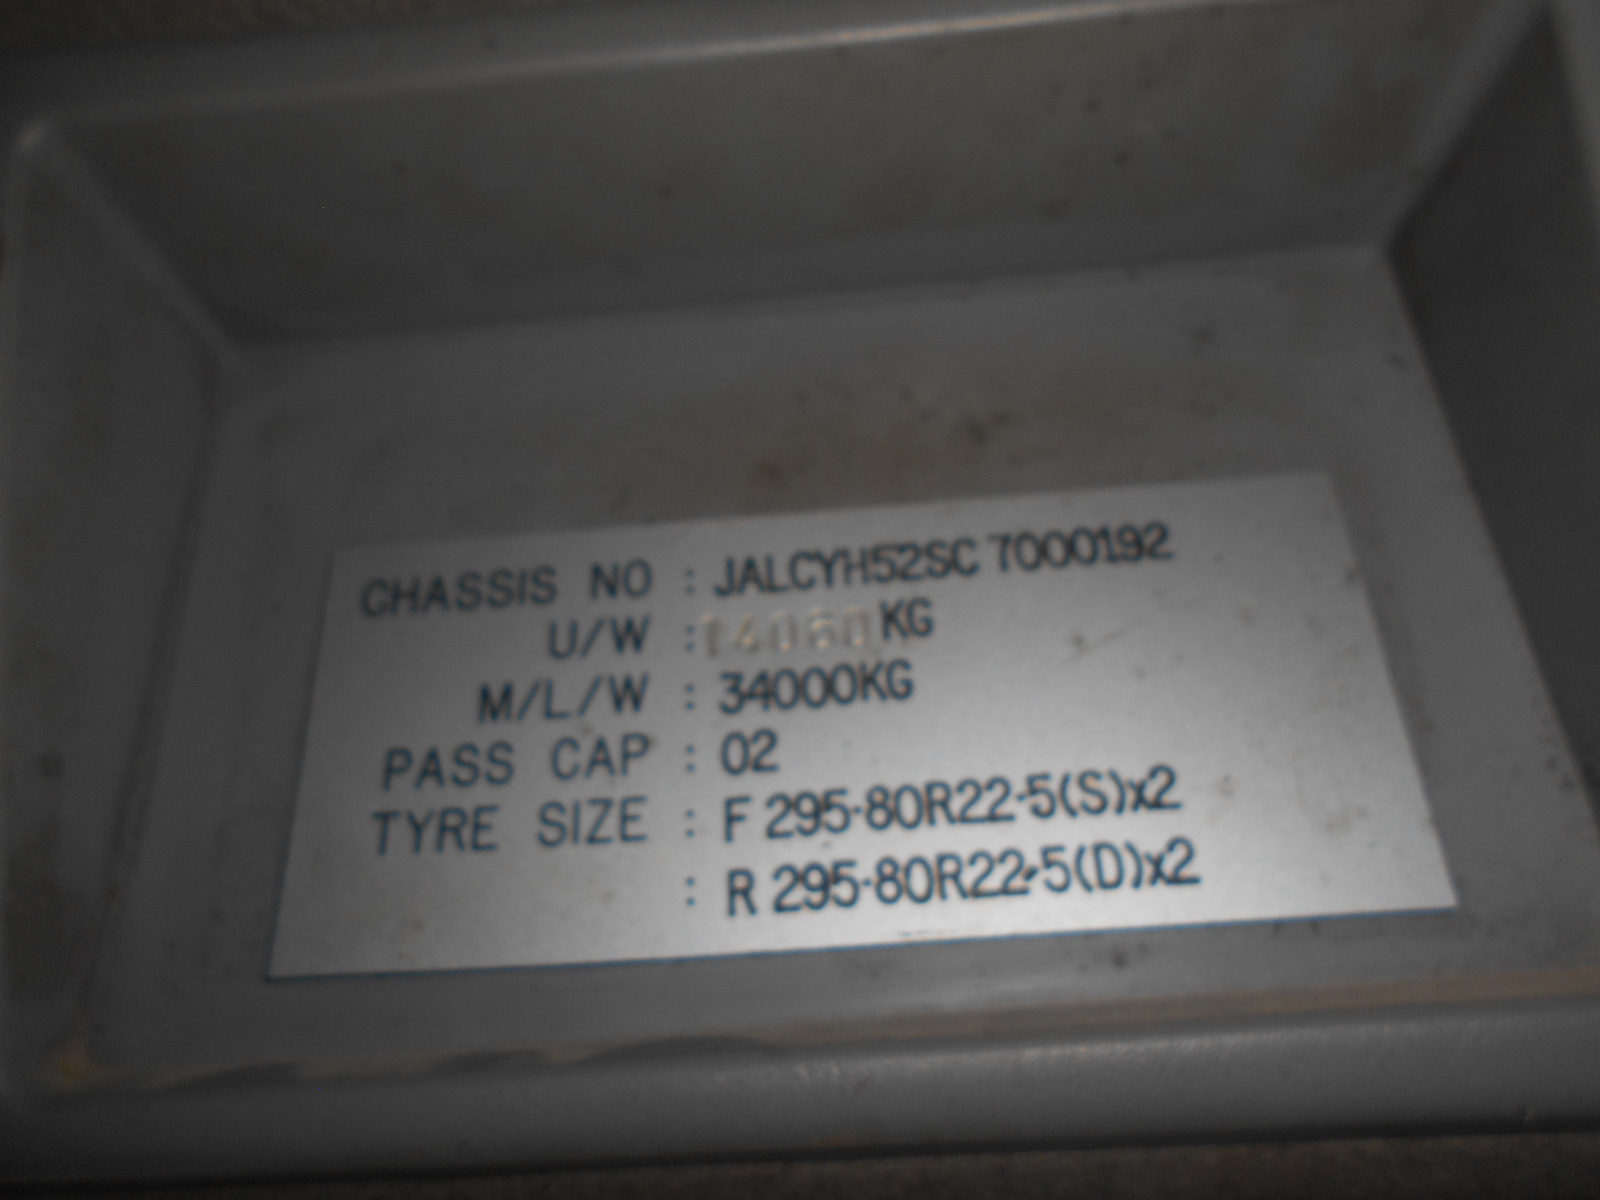 CHASSIS NO : JALCYH52SC 7000192
U/W : 14060 KG
M/L/W : 34000KG
PASS CAP : 02
TYRE SIZE : F 295-80R22-5(S)x2
: R 295-80R22-5(D)x2